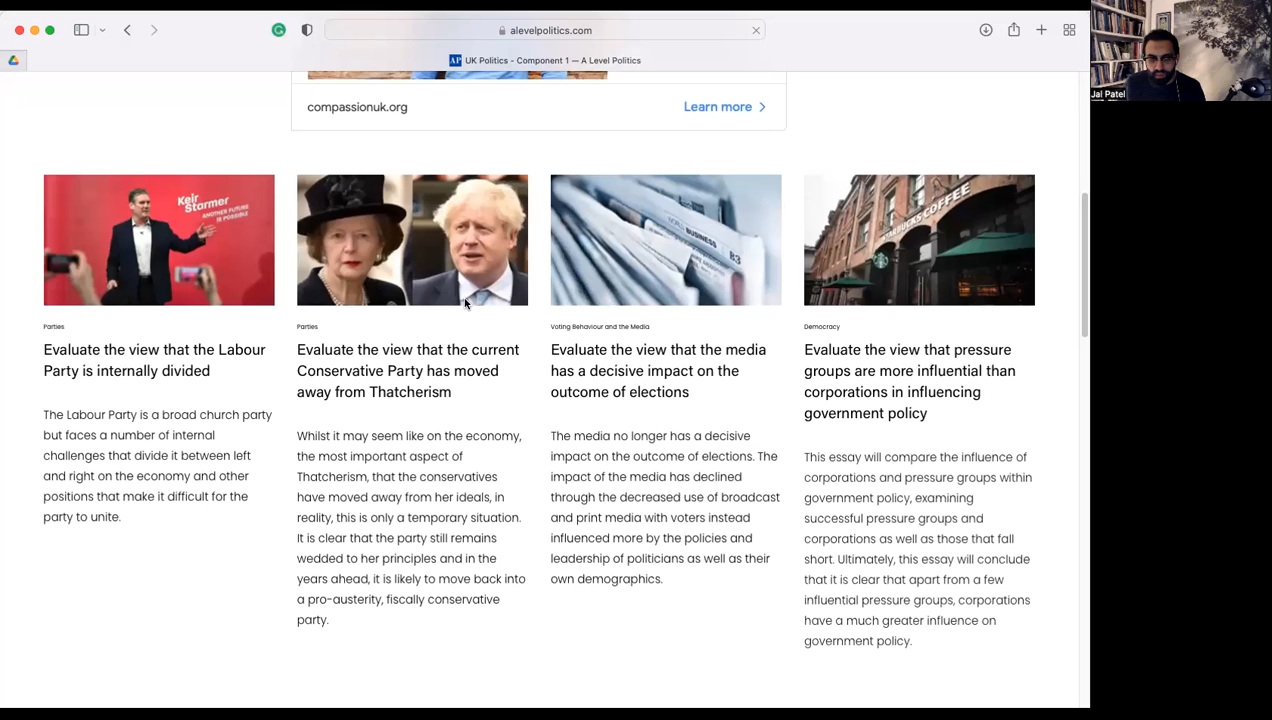 alevelpolitics.com
AP UK Politics - Component 1 — A Level Politics
Jai Patel
compassionuk.org
Learn more
Keir
Starmer
ANOTHER FUTURE
IS POSSIBLE
BUSINESS
83
STARBUCKS COFFEE
Parties
Evaluate the view that the Labour
Party is internally divided
The Labour Party is a broad church party
but faces a number of internal
challenges that divide it between left
and right on the economy and other
positions that make it difficult for the
party to unite.
Parties
Evaluate the view that the current
Conservative Party has moved
away from Thatcherism
Whilst it may seem like on the economy,
the most important aspect of
Thatcherism, that the conservatives
have moved away from her ideals, in
reality, this is only a temporary situation.
It is clear that the party still remains
wedded to her principles and in the
years ahead, it is likely to move back into
a pro-austerity, fiscally conservative
party.
Voting Behaviour and the Media
Evaluate the view that the media
has a decisive impact on the
outcome of elections
The media no longer has a decisive
impact on the outcome of elections. The
impact of the media has declined
through the decreased use of broadcast
and print media with voters instead
influenced more by the policies and
leadership of politicians as well as their
own demographics.
Democracy
Evaluate the view that pressure
groups are more influential than
corporations in influencing
government policy
This essay will compare the influence of
corporations and pressure groups within
government policy, examining
successful pressure groups and
corporations as well as those that fall
short. Ultimately, this essay will conclude
that it is clear that apart from a few
influential pressure groups, corporations
have a much greater influence on
government policy.